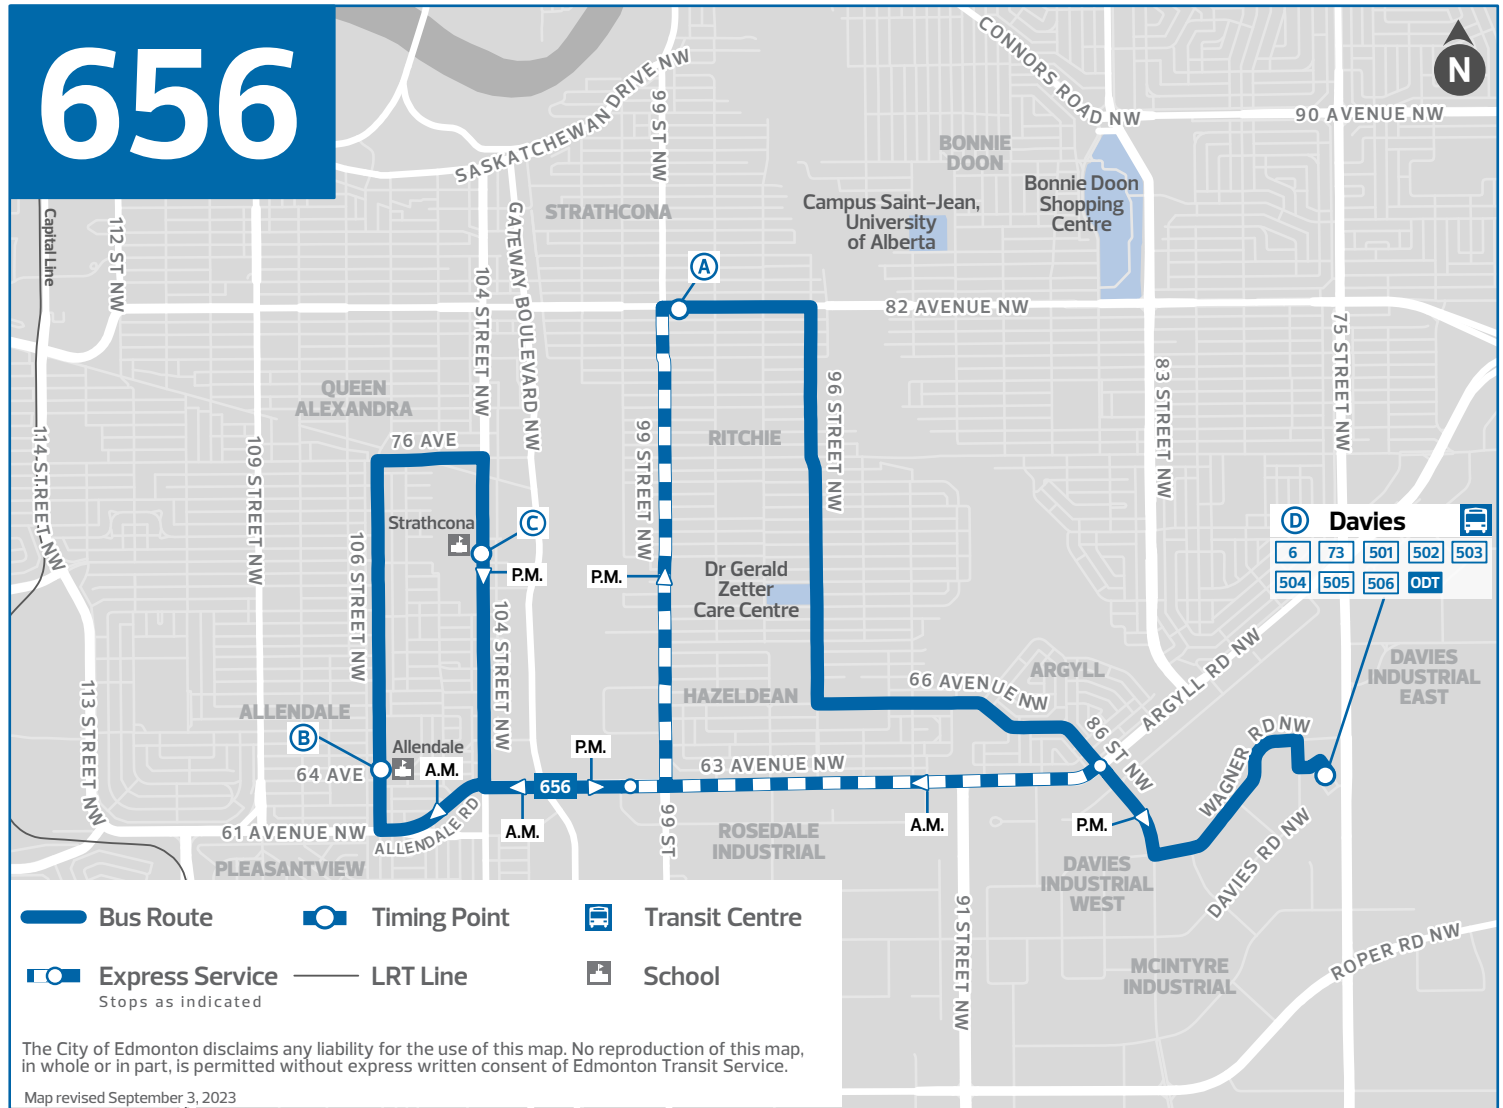 656
N
CONNORS ROAD NW
90 AVENUE NW
SASKATCHEWAN DRIVE NW
99 ST NW
BONNIE
DOON
Bonnie Doon
Shopping
Centre
Campus Saint-Jean,
University
of Alberta
STRATHCONA
Capital Line
112 ST NW
104 STREET NW
GATEWAY BOULEVARD NW
A
82 AVENUE NW
75 STREET NW
83 STREET NW
96 STREET NW
QUEEN
ALEXANDRA
76 AVE
RITCHIE
99 STREET NW
114 STREET NW
109 STREET NW
106 STREET NW
Strathcona
C
P.M.
P.M.
Dr Gerald
Zetter
Care Centre
D Davies
6 73 501 502 503
504 505 506 ODT
104 STREET NW
ARGYLL
ARGYLL RD NW
DAVIES
INDUSTRIAL
EAST
HAZELDEAN
66 AVENUE NW
86 ST NW
WAGNER RD NW
113 STREET NW
ALLENDALE
B
Allendale
64 AVE
A.M.
P.M.
656
63 AVENUE NW
A.M.
A.M.
P.M.
61 AVENUE NW
ALLENDALE RD
99 ST
ROSEDALE
INDUSTRIAL
DAVIES RD NW
PLEASANTVIEW
DAVIES
INDUSTRIAL
WEST
91 STREET NW
MCINTYRE
INDUSTRIAL
ROPER RD NW
Bus Route
Timing Point
Transit Centre
Express Service
Stops as indicated
LRT Line
School
The City of Edmonton disclaims any liability for the use of this map. No reproduction of this map,
in whole or in part, is permitted without express written consent of Edmonton Transit Service.
Map revised September 3, 2023